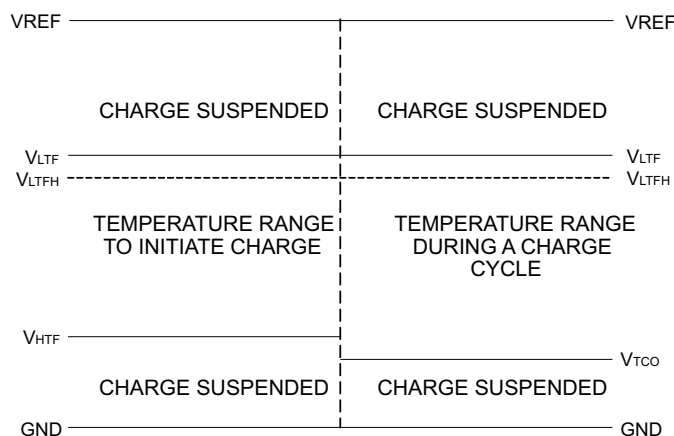 VREF
VREF
CHARGE SUSPENDED
CHARGE SUSPENDED
VLTF
VLTF
VLTFH
VLTFH
TEMPERATURE RANGE
TO INITIATE CHARGE
TEMPERATURE RANGE
DURING A CHARGE
CYCLE
VHTF
VTCO
CHARGE SUSPENDED
CHARGE SUSPENDED
GND
GND